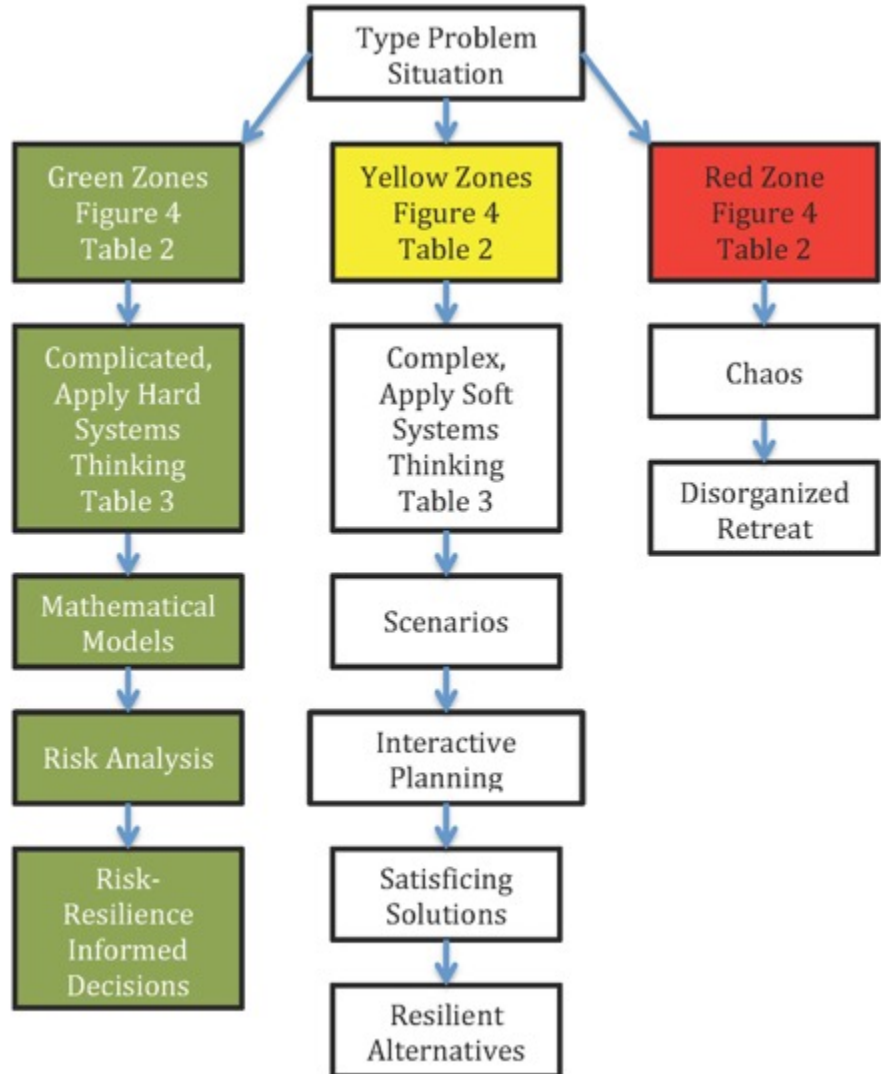 Type Problem
Situation
Green Zones
Figure 4
Table 2
Yellow Zones
Figure 4
Table 2
Red Zone
Figure 4
Table 2
Complicated,
Apply Hard
Systems
Thinking
Table 3
Complex,
Apply Soft
Systems
Thinking
Table 3
Chaos
Disorganized
Retreat
Mathematical
Models
Scenarios
Risk Analysis
Interactive
Planning
Risk-
Resilience
Informed
Decisions
Satisficing
Solutions
Resilient
Alternatives